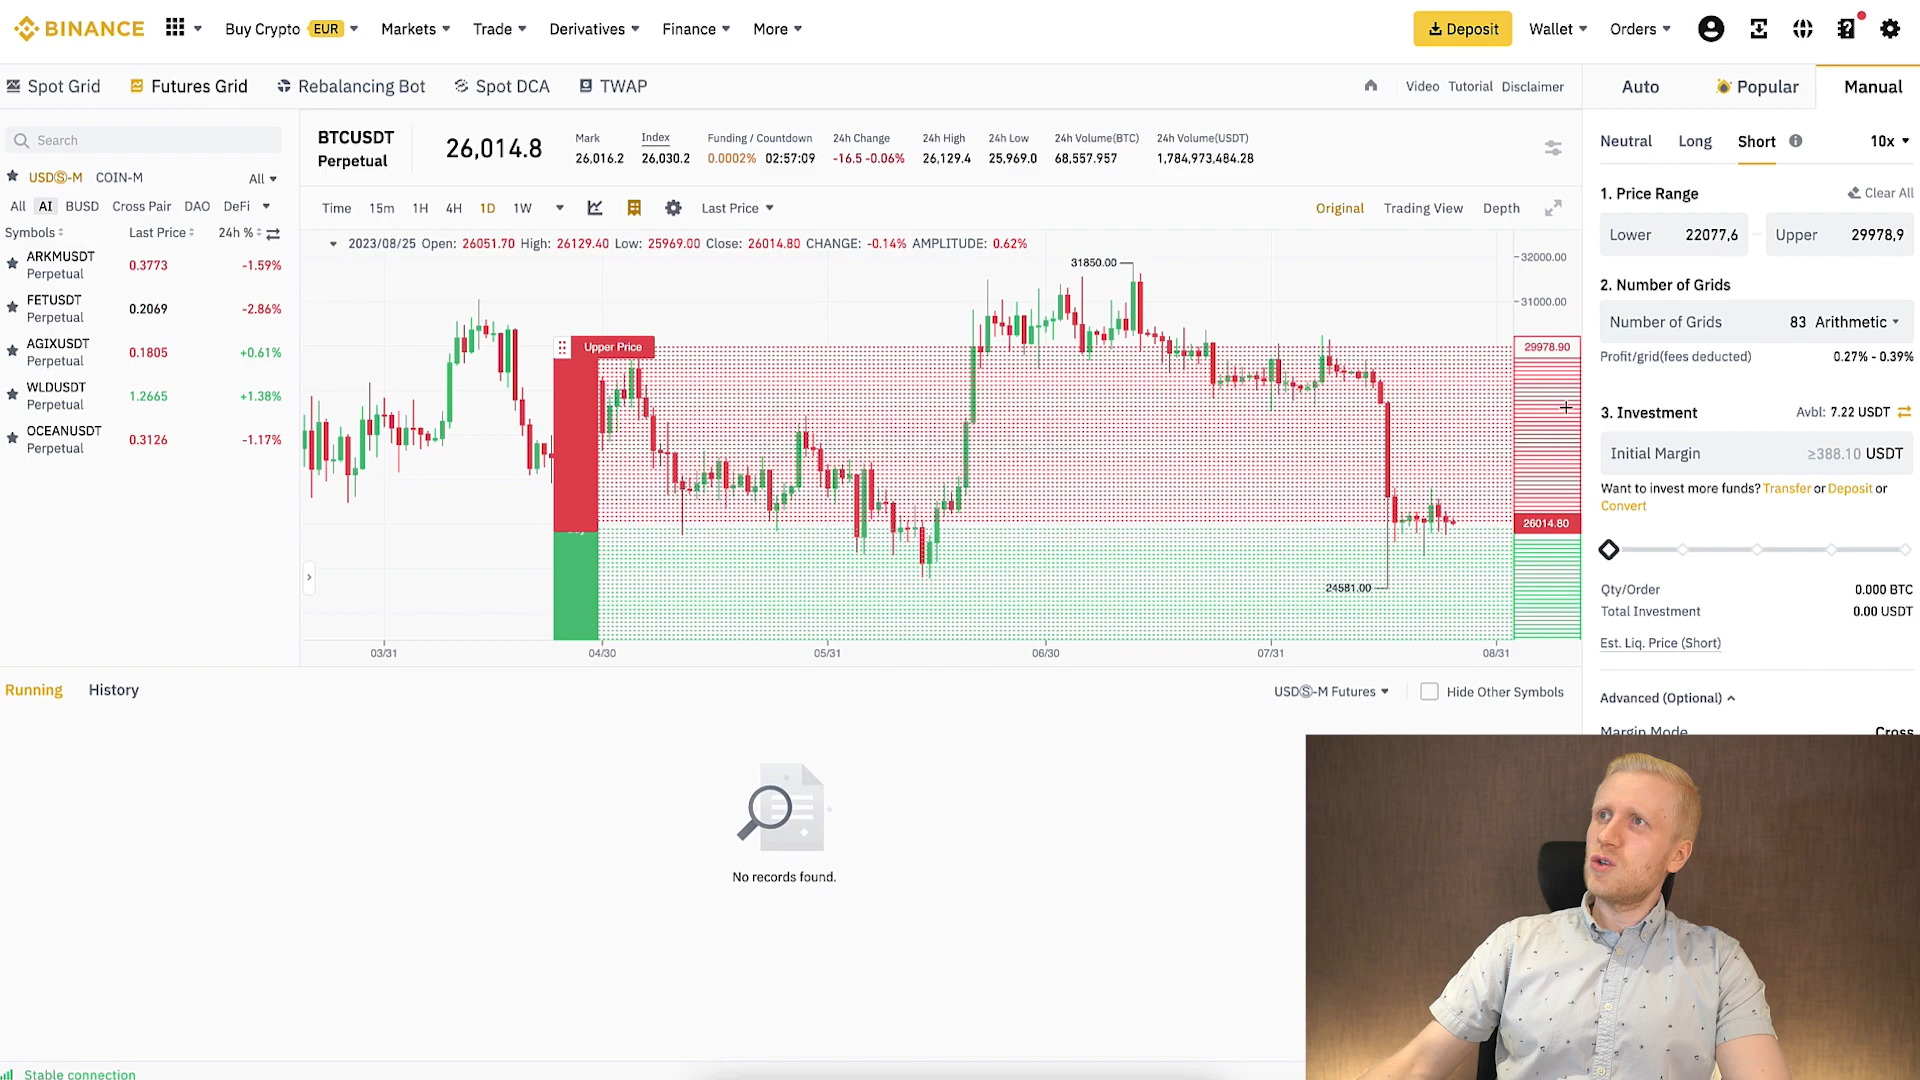 BINANCE
Buy Crypto EUR Markets Trade Derivatives Finance More
Deposit Wallet Orders
Spot Grid Futures Grid Rebalancing Bot Spot DCA TWAP
Video Tutorial Disclaimer
Auto Popular Manual
Search
USDⓈ-M COIN-M All
All AI BUSD Cross Pair DAO DeFi
Symbols Last Price 24h %
ARKMUSDT Perpetual 0.3773 -1.59%
FETUSDT Perpetual 0.2069 -2.86%
AGIXUSDT Perpetual 0.1805 +0.61%
WLDUSDT Perpetual 1.2665 +1.38%
OCEANUSDT Perpetual 0.3126 -1.17%
BTCUSDT
Perpetual
26,014.8
Mark 26,016.2
Index 26,030.2
Funding / Countdown 0.0002% 02:57:09
24h Change -16.5 -0.06%
24h High 26,129.4
24h Low 25,969.0
24h Volume(BTC) 68,557.957
24h Volume(USDT) 1,784,973,484.28
Time 15m 1H 4H 1D 1W Last Price
Original Trading View Depth
2023/08/25 Open: 26051.70 High: 26129.40 Low: 25969.00 Close: 26014.80 CHANGE: -0.14% AMPLITUDE: 0.62%
32000.00
31850.00
31000.00
Upper Price
29978.90
26014.80
24581.00
03/31 04/30 05/31 06/30 07/31 08/31
Neutral Long Short 10x
1. Price Range Clear All
Lower 22077,6 Upper 29978,9
2. Number of Grids
Number of Grids 83 Arithmetic
Profit/grid(fees deducted) 0.27% - 0.39%
3. Investment Avbl: 7.22 USDT
Initial Margin ≥388.10 USDT
Want to invest more funds? Transfer or Deposit or
Convert
Qty/Order 0.000 BTC
Total Investment 0.00 USDT
Est. Liq. Price (Short)
Advanced (Optional)
Margin Mode Cross
Running History
USDⓈ-M Futures Hide Other Symbols
No records found.
Stable connection